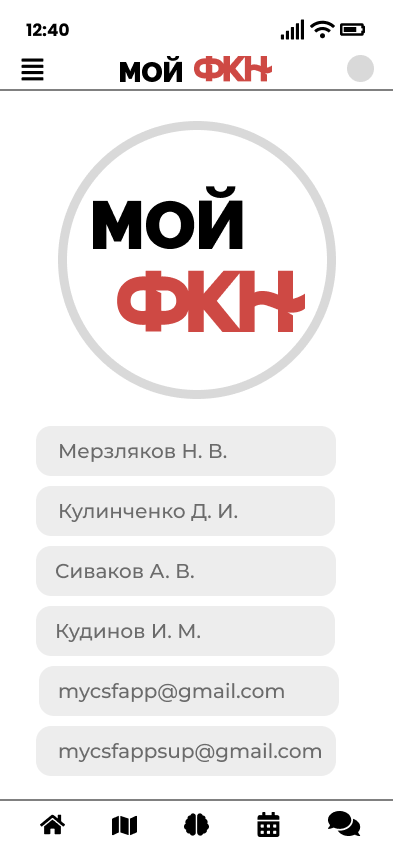 12:40
МОЙ ФКН
МОЙ
ФКН
Мерзляков Н. В.
Кулинченко Д. И.
Сиваков А. В.
Кудинов И. М.
mycsfapp@gmail.com
mycsfappsup@gmail.com